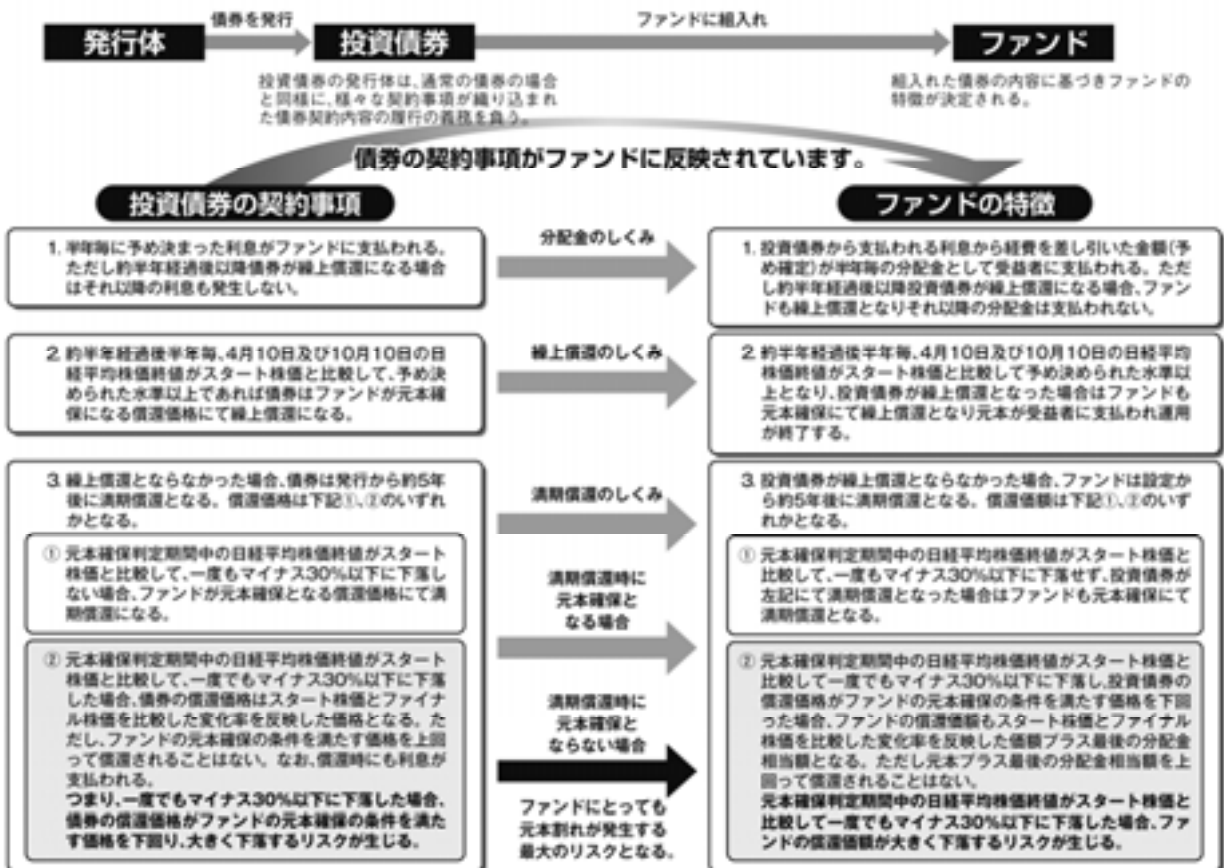 債券を発行
ファンドに組入れ
発行体
投資債券
ファンド
投資債券の発行体は、通常の債券の場合
と同様に、様々な契約事項が織り込まれ
た債券契約内容の履行の義務を負う。
組入れた債券の内容に基づきファンドの
特徴が決定される。
債券の契約事項がファンドに反映されています。
投資債券の契約事項
ファンドの特徴
1. 半年毎に予め決まった利息がファンドに支払われる。
ただし約半年経過後以降債券が繰上償還になる場合
はそれ以降の利息も発生しない。
分配金のしくみ
1. 投資債券から支払われる利息から経費を差し引いた金額(予
め確定)が半年毎の分配金として受益者に支払われる。ただ
し約半年経過後以降投資債券が繰上償還になる場合、ファン
ドも繰上償還となりそれ以降の分配金は支払われない。
2. 約半年経過後半年毎、4月10日及び10月10日の日
経平均株価終値がスタート株価と比較して、予め決
められた水準以上であれば債券はファンドが元本確
保になる償還価格にて繰上償還になる。
繰上償還のしくみ
2. 約半年経過後半年毎、4月10日及び10月10日の日経平均
株価終値がスタート株価と比較して予め決められた水準以
上となり、投資債券が繰上償還となった場合はファンドも
元本確保にて繰上償還となり元本が受益者に支払われ運用
が終了する。
3. 繰上償還とならなかった場合、債券は発行から約5年
後に満期償還となる。償還価格は下記①、②のいずれ
かとなる。
満期償還のしくみ
3. 投資債券が繰上償還とならなかった場合、ファンドは設定か
ら約5年後に満期償還となる。償還価額は下記①、②のいず
れかとなる。
① 元本確保判定期間中の日経平均株価終値がスタート
株価と比較して、一度もマイナス30%以下に下落し
ない場合、ファンドが元本確保となる償還価格にて満
期償還になる。
満期償還時に
元本確保と
なる場合
① 元本確保判定期間中の日経平均株価終値がスタート株価と
比較して、一度もマイナス30%以下に下落せず、投資債券が
左記にて満期償還となった場合はファンドも元本確保にて
満期償還となる。
② 元本確保判定期間中の日経平均株価終値がスタート
株価と比較して、一度でもマイナス30%以下に下落
した場合、債券の償還価格はスタート株価とファイナ
ル株価を比較した変化率を反映した価格となる。た
だし、ファンドの元本確保の条件を満たす価格を上回
って償還されることはない。なお、償還時にも利息が
支払われる。
つまり、一度でもマイナス30%以下に下落した場合、
債券の償還価格がファンドの元本確保の条件を満た
す価格を下回り、大きく下落するリスクが生じる。
満期償還時に
元本確保と
ならない場合
ファンドにとっても
元本割れが発生する
最大のリスクとなる。
② 元本確保判定期間中の日経平均株価終値がスタート株価と
比較して一度でもマイナス30%以下に下落し、投資債券の
償還価格がファンドの元本確保の条件を満たす価格を下回
った場合、ファンドの償還価額もスタート株価とファイナル
株価を比較した変化率を反映した価額プラス最後の分配金
相当額となる。ただし元本プラス最後の分配金相当額を上
回って償還されることはない。
元本確保判定期間中の日経平均株価終値がスタート株価と
比較して一度でもマイナス30%以下に下落した場合、ファ
ンドの償還価額が大きく下落するリスクが生じる。